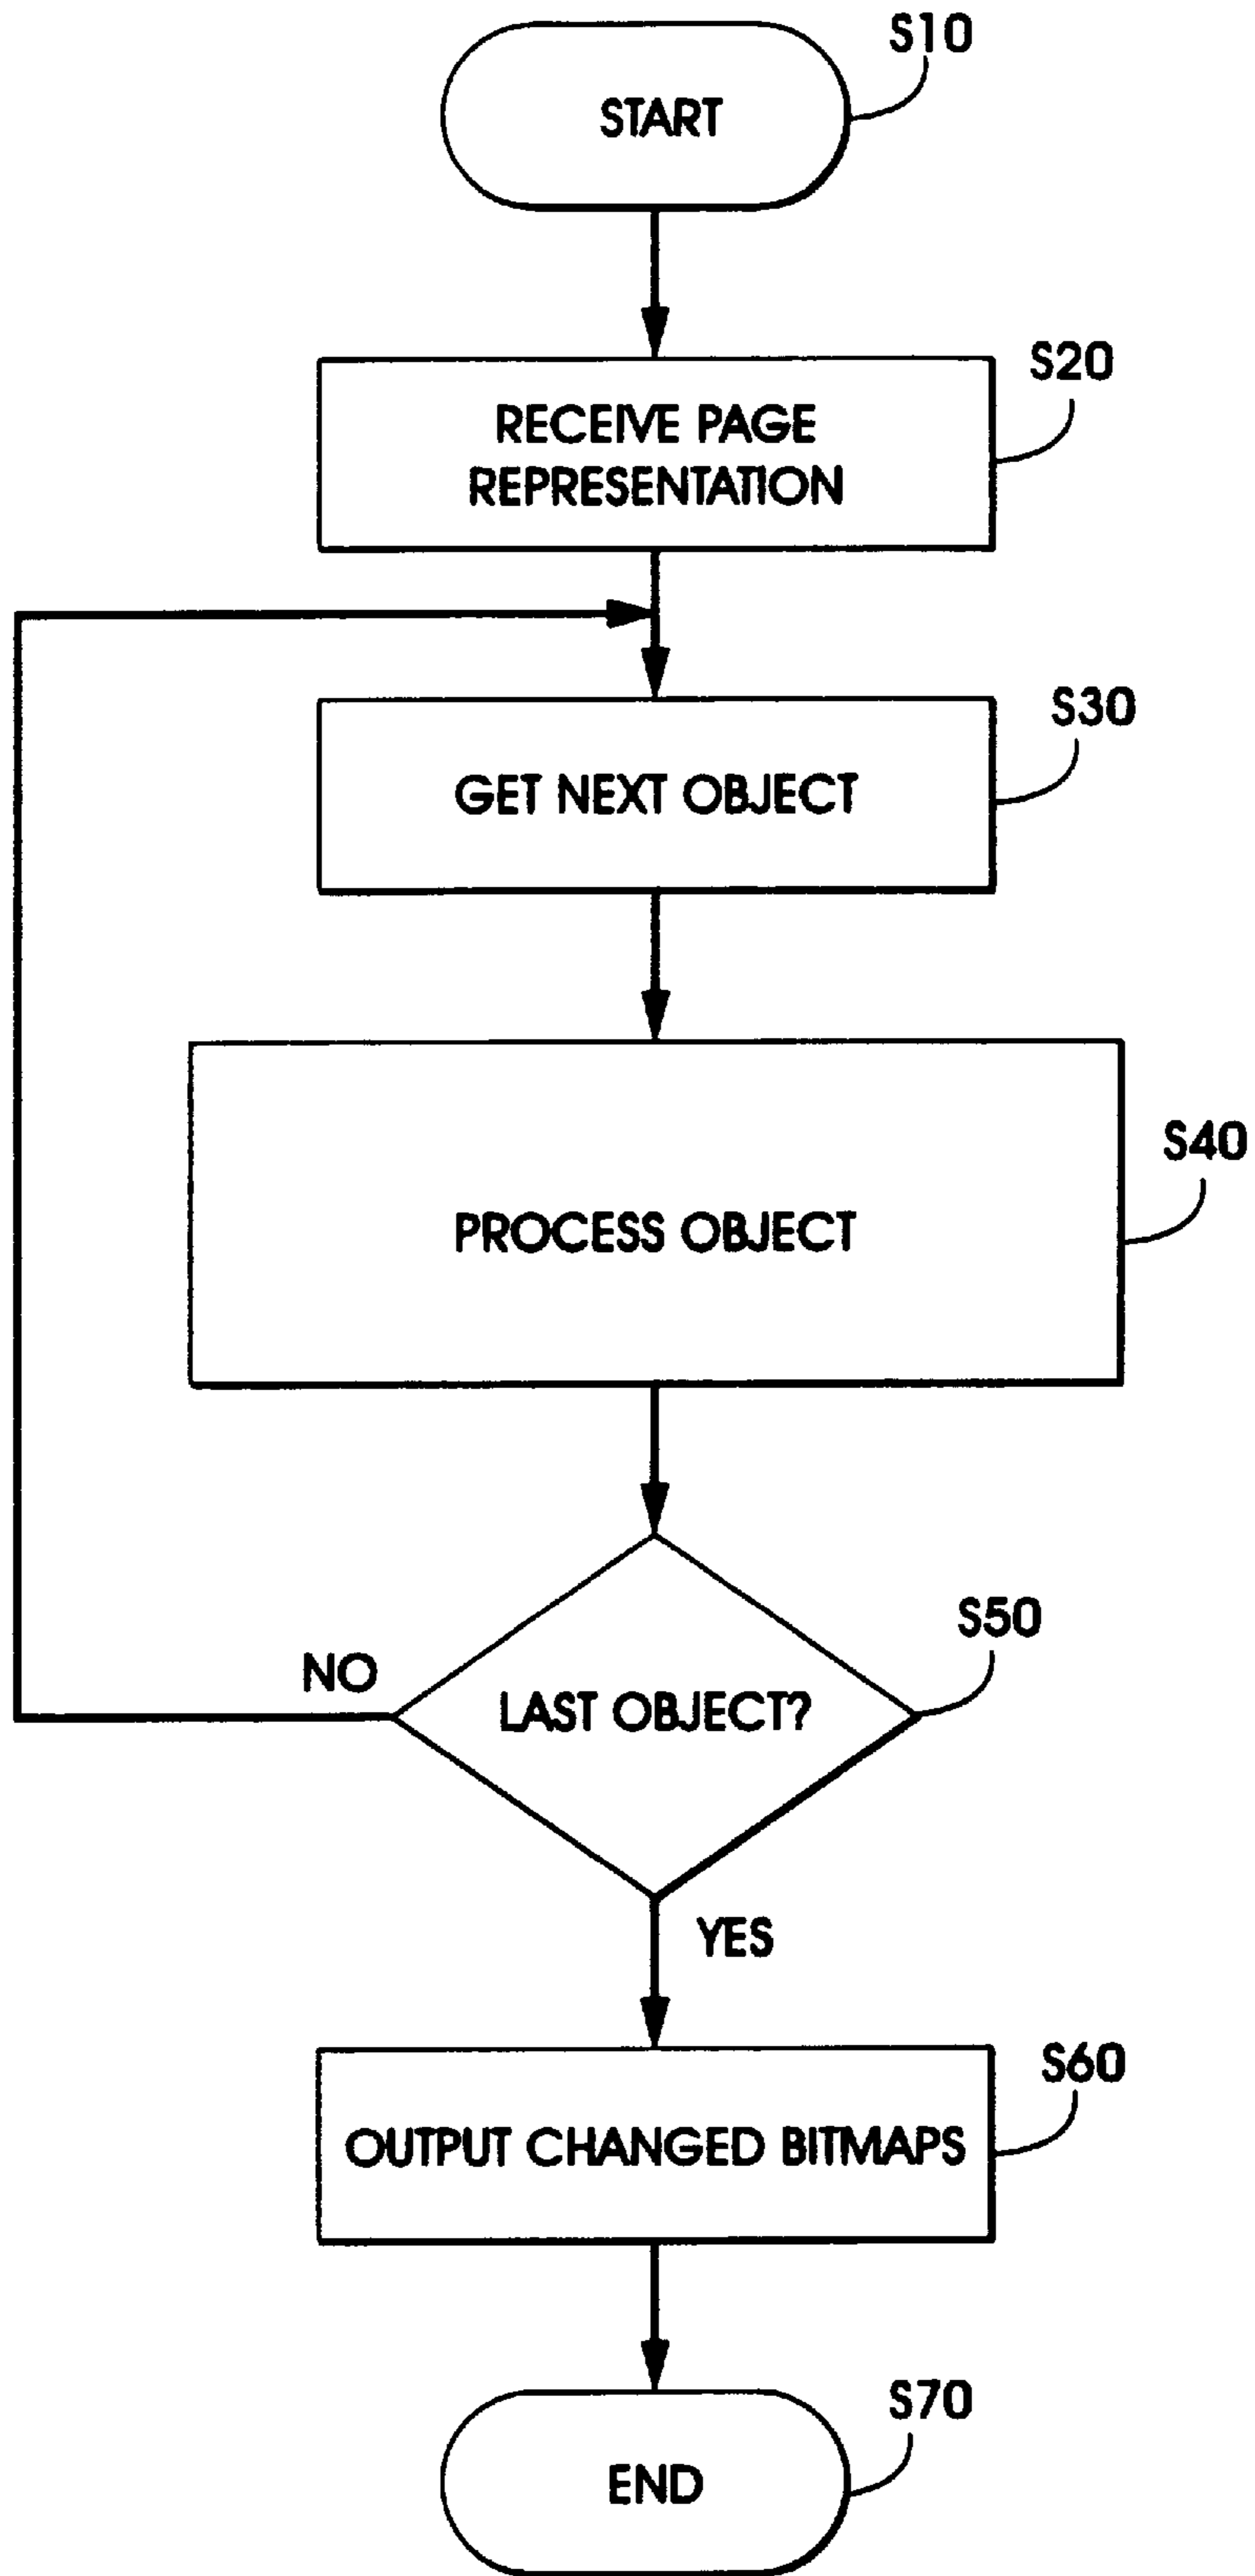 S10
START
S20
RECEIVE PAGE
REPRESENTATION
S30
GET NEXT OBJECT
S40
PROCESS OBJECT
S50
NO
LAST OBJECT?
YES
S60
OUTPUT CHANGED BITMAPS
S70
END